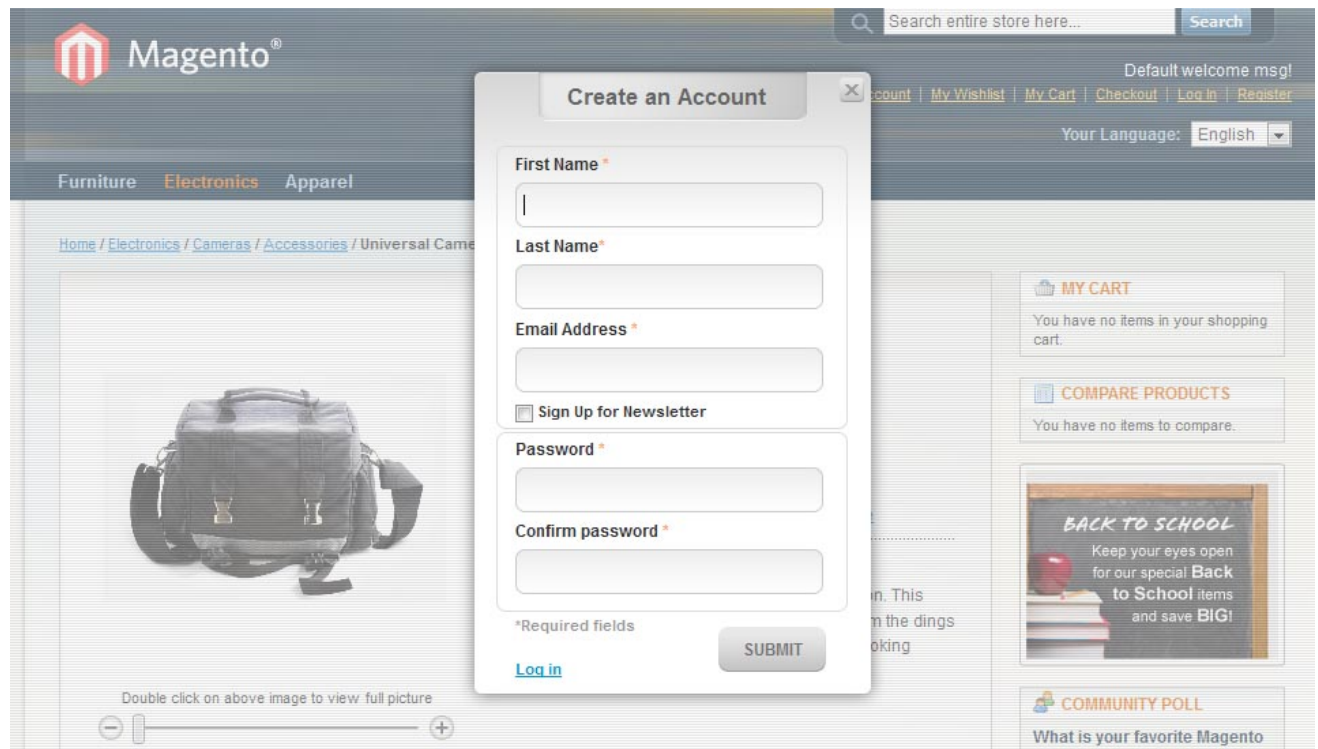 Magento®
Search entire store here...
Search
Default welcome msg!
My Wishlist | My Cart | Checkout | Log In | Register
Your Language: English
Furniture Electronics Apparel
Home / Electronics / Cameras / Accessories / Universal
Create an Account
First Name *
Last Name*
Email Address *
Sign Up for Newsletter
Password *
Confirm password *
*Required fields
SUBMIT
Log in
This
the dings
Double click on above image to view full picture
MY CART
You have no items in your shopping
cart.
COMPARE PRODUCTS
You have no items to compare.
BACK TO SCHOOL
Keep your eyes open
for our special Back
to School items
and save BIG!
COMMUNITY POLL
What is your favorite Magento